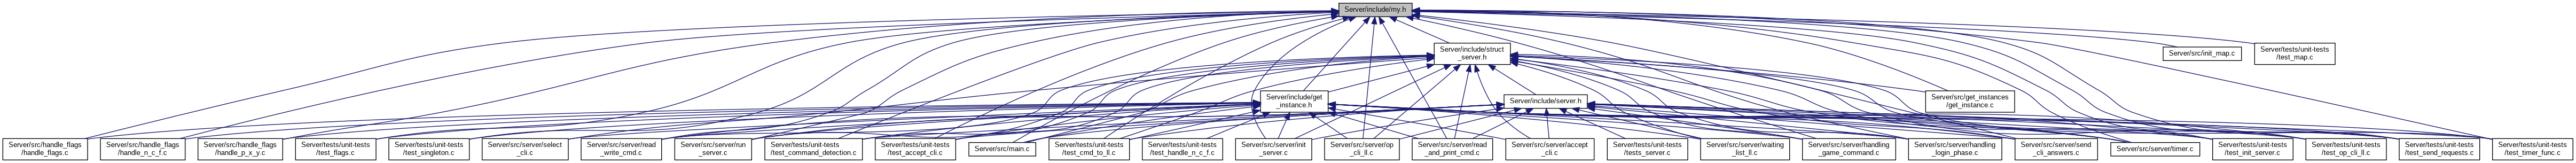 Server/include/my.h
Server/include/struct
_server.h
Server/src/init_map.c
Server/tests/unit-tests
/test_map.c
Server/include/get
_instance.h
Server/include/server.h
Server/src/get_instances
/get_instance.c
Server/src/handle_flags
/handle_flags.c
Server/src/handle_flags
/handle_n_c_f.c
Server/src/handle_flags
/handle_p_x_y.c
Server/tests/unit-tests
/test_flags.c
Server/tests/unit-tests
/test_singleton.c
Server/src/server/select
_cli.c
Server/src/server/read
_write_cmd.c
Server/src/server/run
_server.c
Server/tests/unit-tests
/test_command_detection.c
Server/tests/unit-tests
/test_accept_cli.c
Server/src/main.c
Server/tests/unit-tests
/test_cmd_to_ll.c
Server/tests/unit-tests
/test_handle_n_c_f.c
Server/src/server/init
_server.c
Server/src/server/op
_cli_ll.c
Server/src/server/read
_and_print_cmd.c
Server/src/server/accept
_cli.c
Server/tests/unit-tests
/tests_server.c
Server/src/server/waiting
_list_ll.c
Server/src/server/handling
_game_command.c
Server/src/server/handling
_login_phase.c
Server/src/server/send
_cli_answers.c
Server/src/server/timer.c
Server/tests/unit-tests
/test_init_server.c
Server/tests/unit-tests
/test_op_cli_ll.c
Server/tests/unit-tests
/test_send_requests.c
Server/tests/unit-tests
/test_timer_func.c